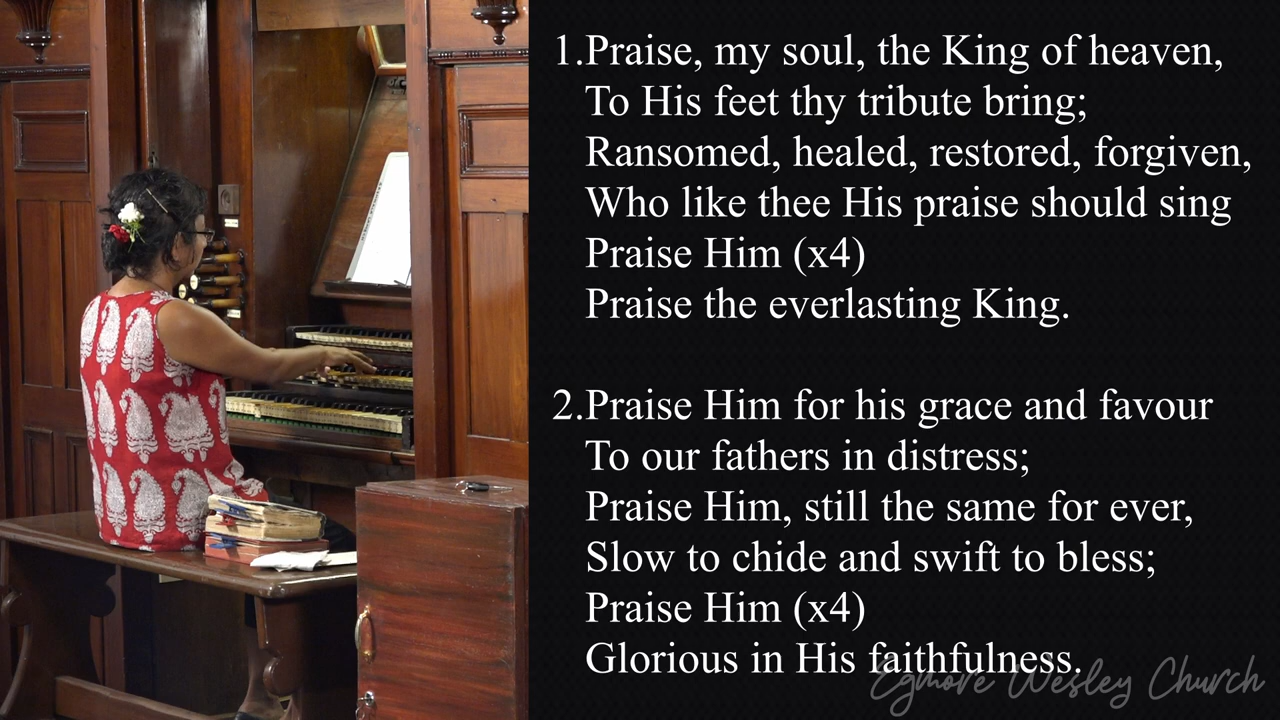 1.Praise, my soul, the King of heaven,
To His feet thy tribute bring;
Ransomed, healed, restored, forgiven,
Who like thee His praise should sing
Praise Him (x4)
Praise the everlasting King.
2.Praise Him for his grace and favour
To our fathers in distress;
Praise Him, still the same for ever,
Slow to chide and swift to bless;
Praise Him (x4)
Glorious in His faithfulness.
Egmore Wesley Church